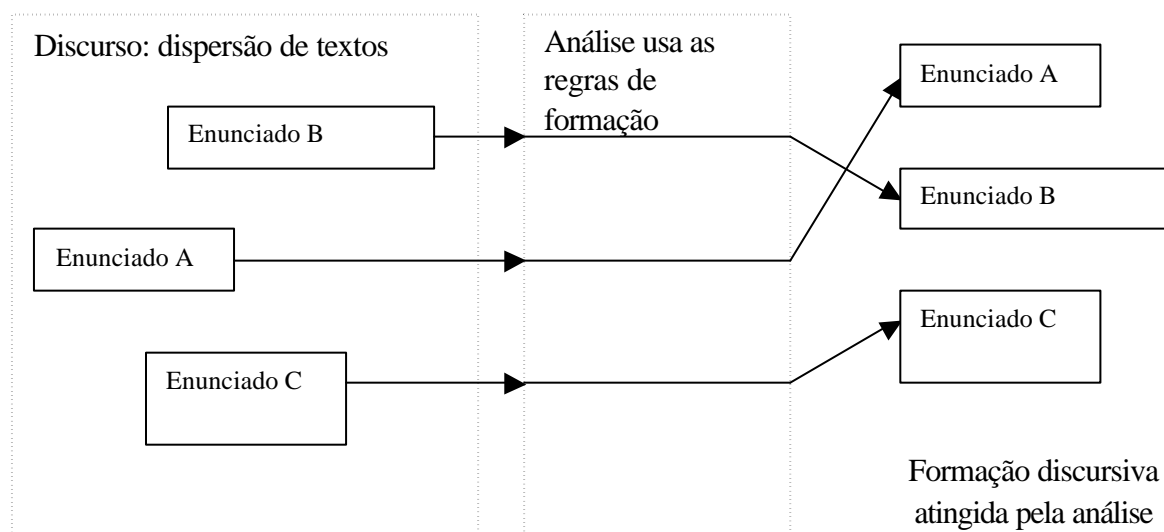 Discurso: dispersão de textos
Enunciado B
Enunciado A
Enunciado C
Análise usa as
regras de
formação
Enunciado A
Enunciado B
Enunciado C
Formação discursiva
atingida pela análise